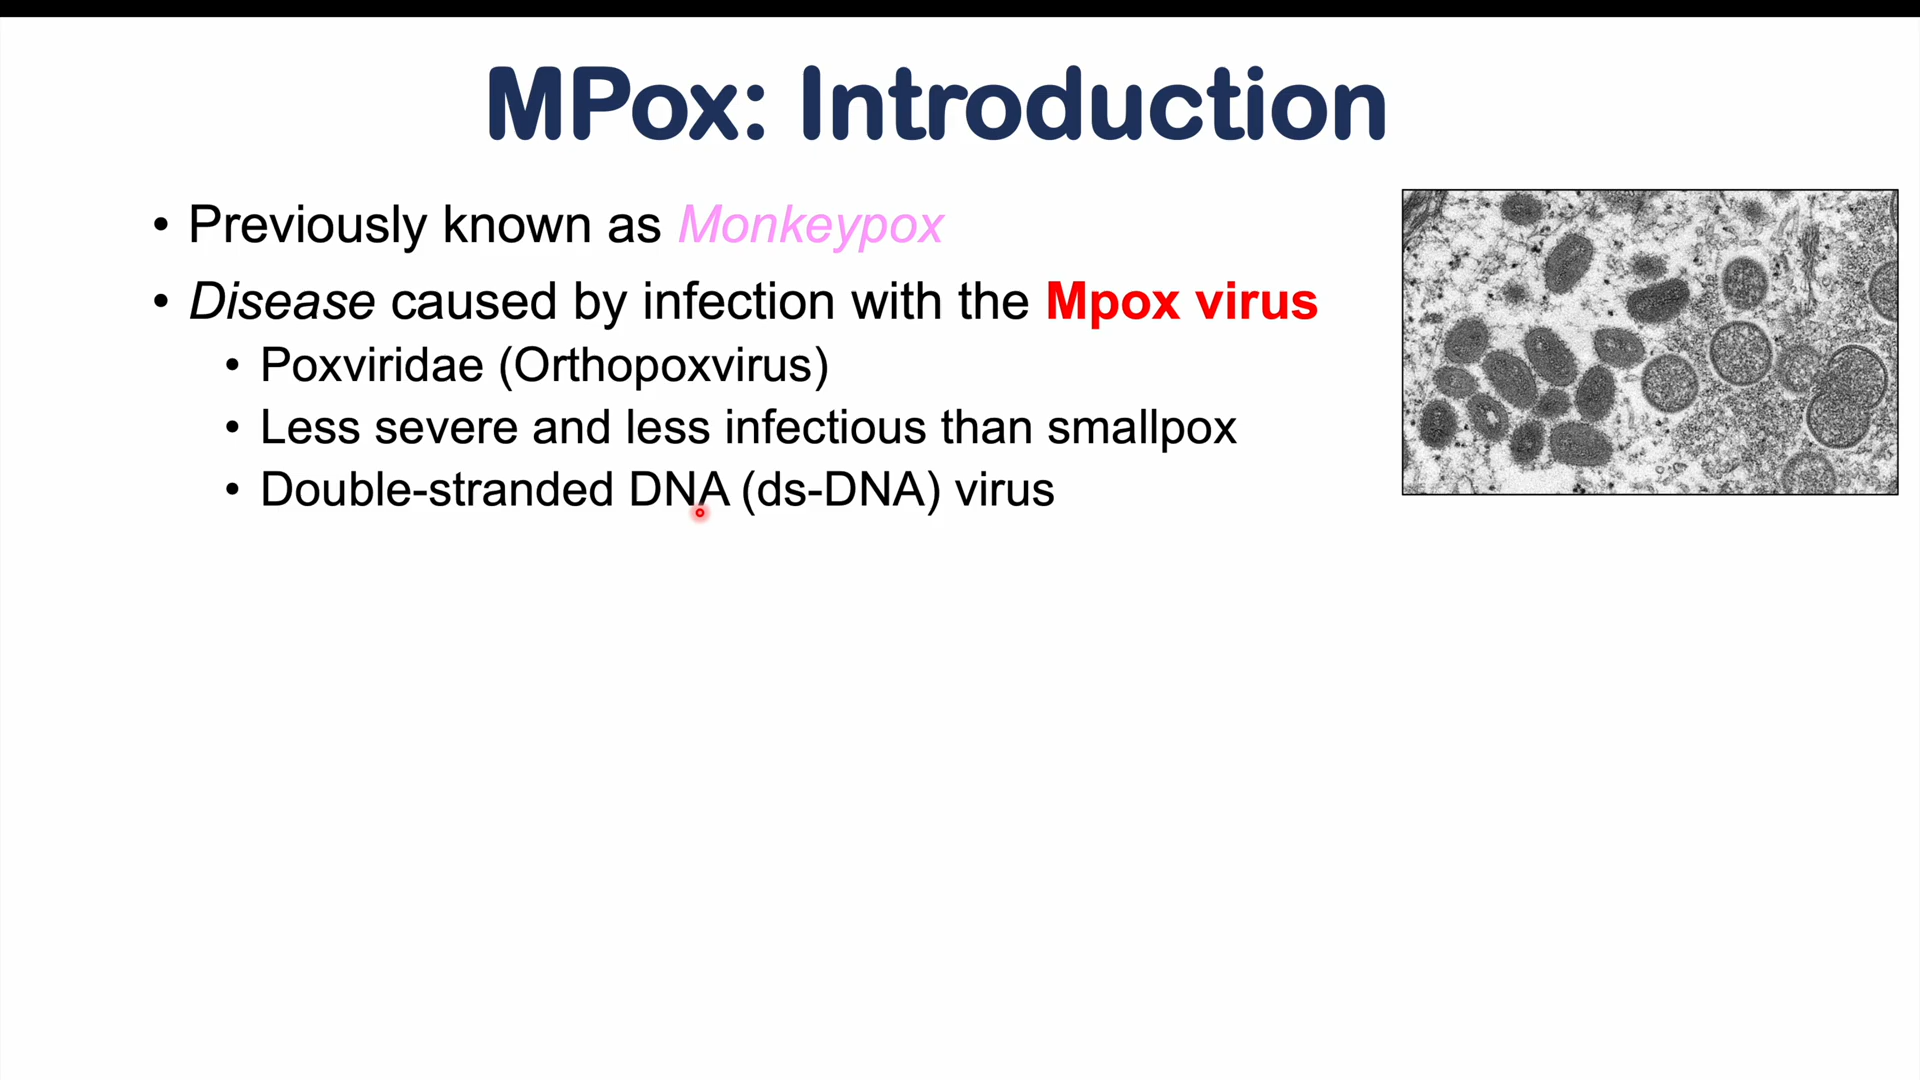 MPox: Introduction
• Previously known as Monkeypox
• Disease caused by infection with the Mpox virus
• Poxviridae (Orthopoxvirus)
• Less severe and less infectious than smallpox
• Double-stranded DNA (ds-DNA) virus